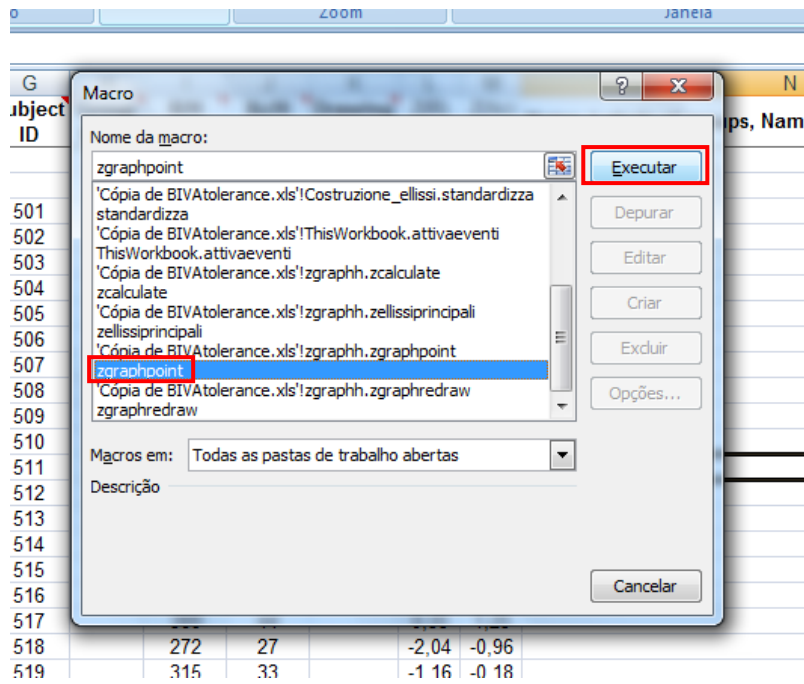 Zoom
Janela
G
N
Macro
ubject
ID
ups, Nam
Nome da macro:
zgraphpoint
Executar
'Cópia de BIVAtolerance.xls'!Costruzione_ellissi.standardizza
standardizza
'Cópia de BIVAtolerance.xls'!ThisWorkbook.attivaeventi
ThisWorkbook.attivaeventi
'Cópia de BIVAtolerance.xls'!zgraphh.zcalculate
zcalculate
'Cópia de BIVAtolerance.xls'!zgraphh.zellissiprincipali
zellissiprincipali
'Cópia de BIVAtolerance.xls'!zgraphh.zgraphpoint
zgraphpoint
'Cópia de BIVAtolerance.xls'!zgraphh.zgraphredraw
zgraphredraw
Depurar
Editar
Criar
Excluir
Opções...
Macros em: Todas as pastas de trabalho abertas
Descrição
Cancelar
501
502
503
504
505
506
507
508
509
510
511
512
513
514
515
516
517
518 272 27 -2,04 -0,96
519 315 33 -1,16 -0,18